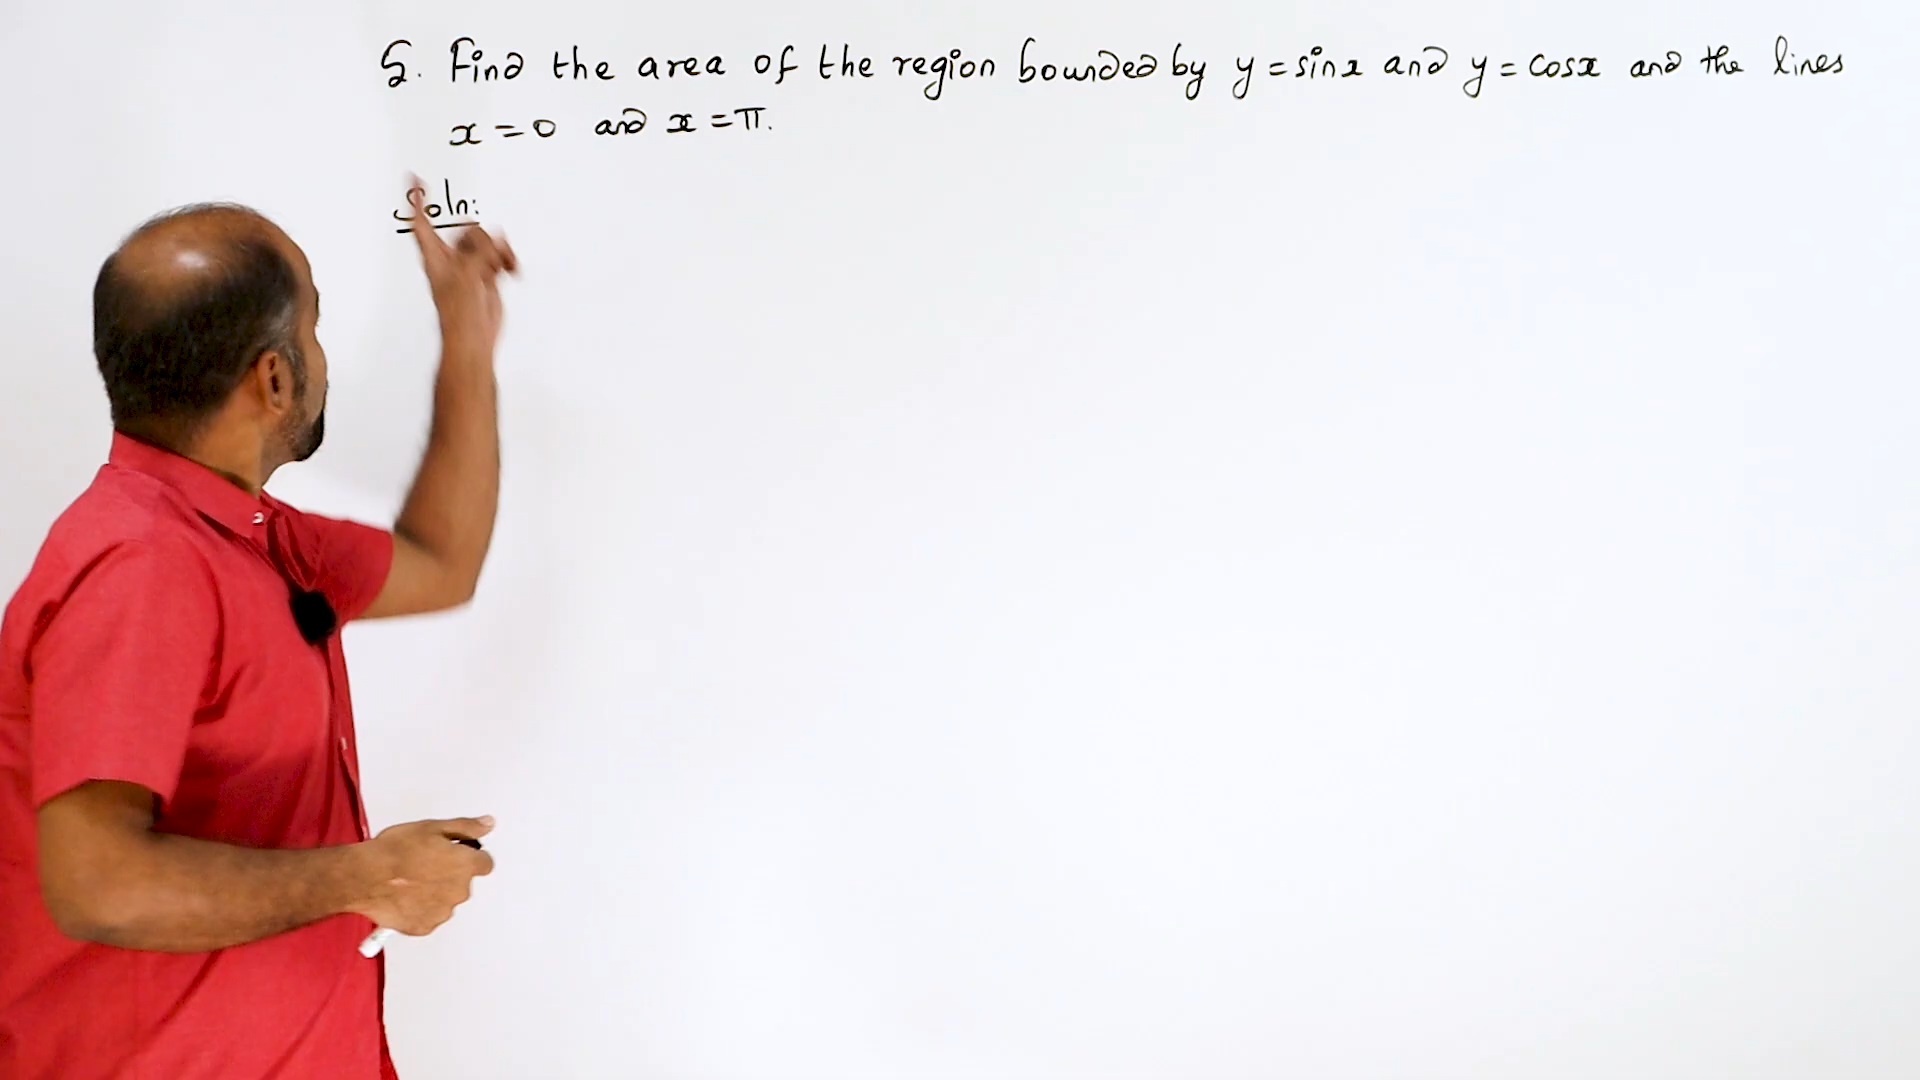 5. Find the area of the region bounded by y = sinx and y = cosx and the lines
x = 0 and x = π.
Soln: